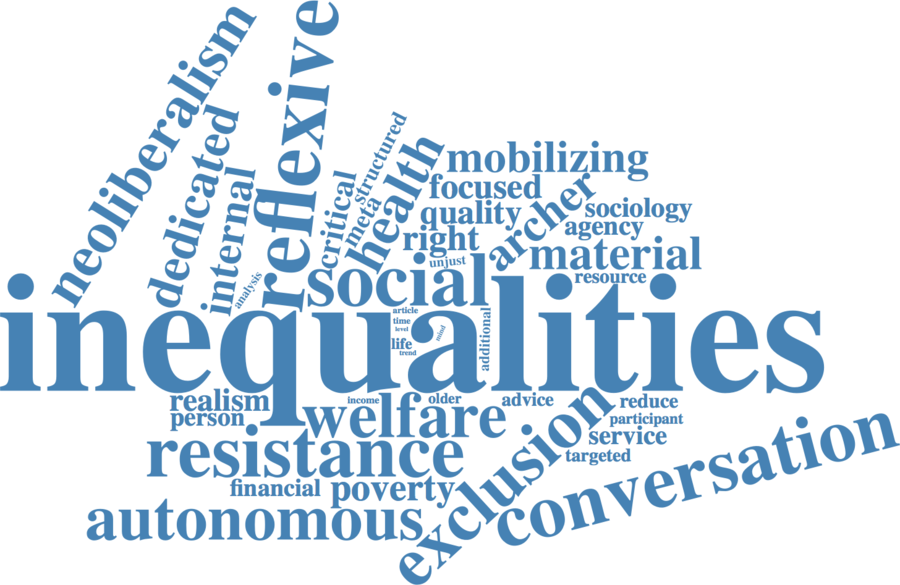 neoliberalism
reflexive
dedicated
internal
critical
structured
meta
health
mobilizing
focused
archer
quality
sociology
agency
right
material
unjust
resource
analysis
social
inequalities
article
time
level
mind
life
trend
additional
realism
income
older
advice
reduce
person
welfare
exclusion
participant
service
resistance
targeted
conversation
financial
poverty
autonomous